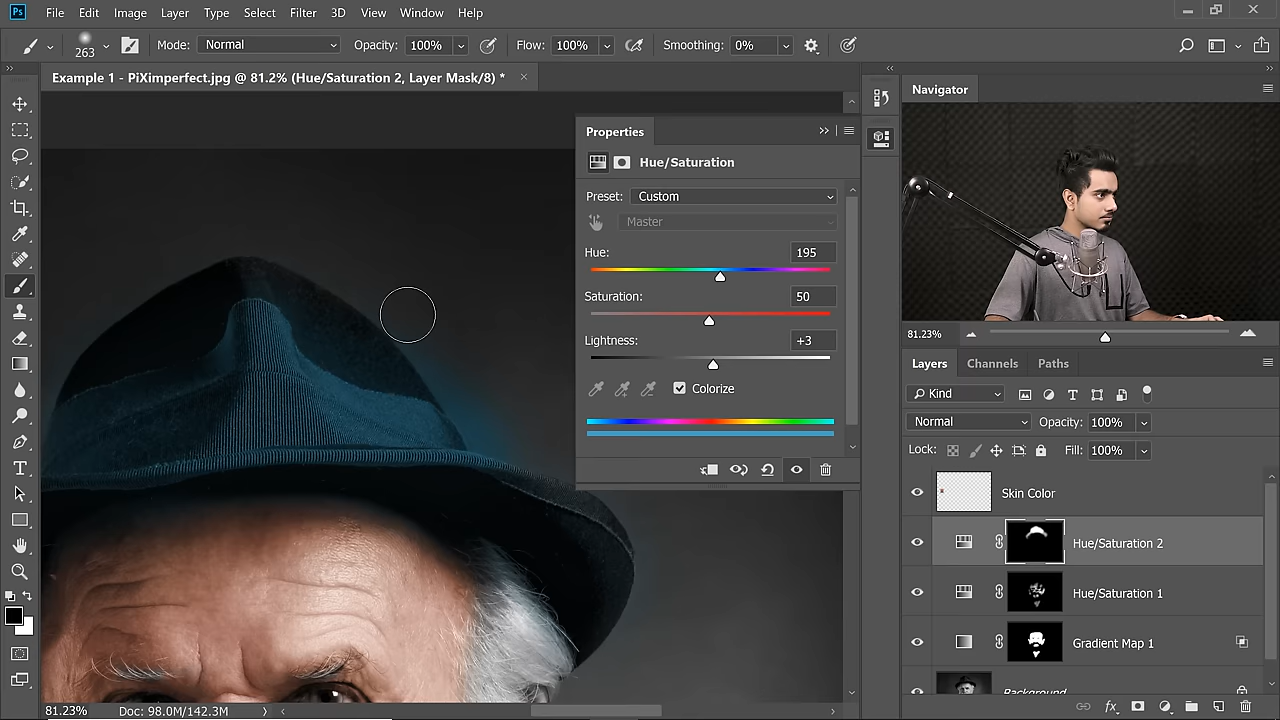 Ps File Edit Image Layer Type Select Filter 3D View Window Help
263 Mode: Normal Opacity: 100% Flow: 100% Smoothing: 0%
Example 1 - PiXimperfect.jpg @ 81.2% (Hue/Saturation 2, Layer Mask/8) *
Properties
Hue/Saturation
Preset: Custom
Master
Hue: 195
Saturation: 50
Lightness: +3
Colorize
Navigator
81.23%
Layers Channels Paths
Kind
Normal Opacity: 100%
Lock: Fill: 100%
Skin Color
Hue/Saturation 2
Hue/Saturation 1
Gradient Map 1
Background
81.23% Doc: 98.0M/142.3M